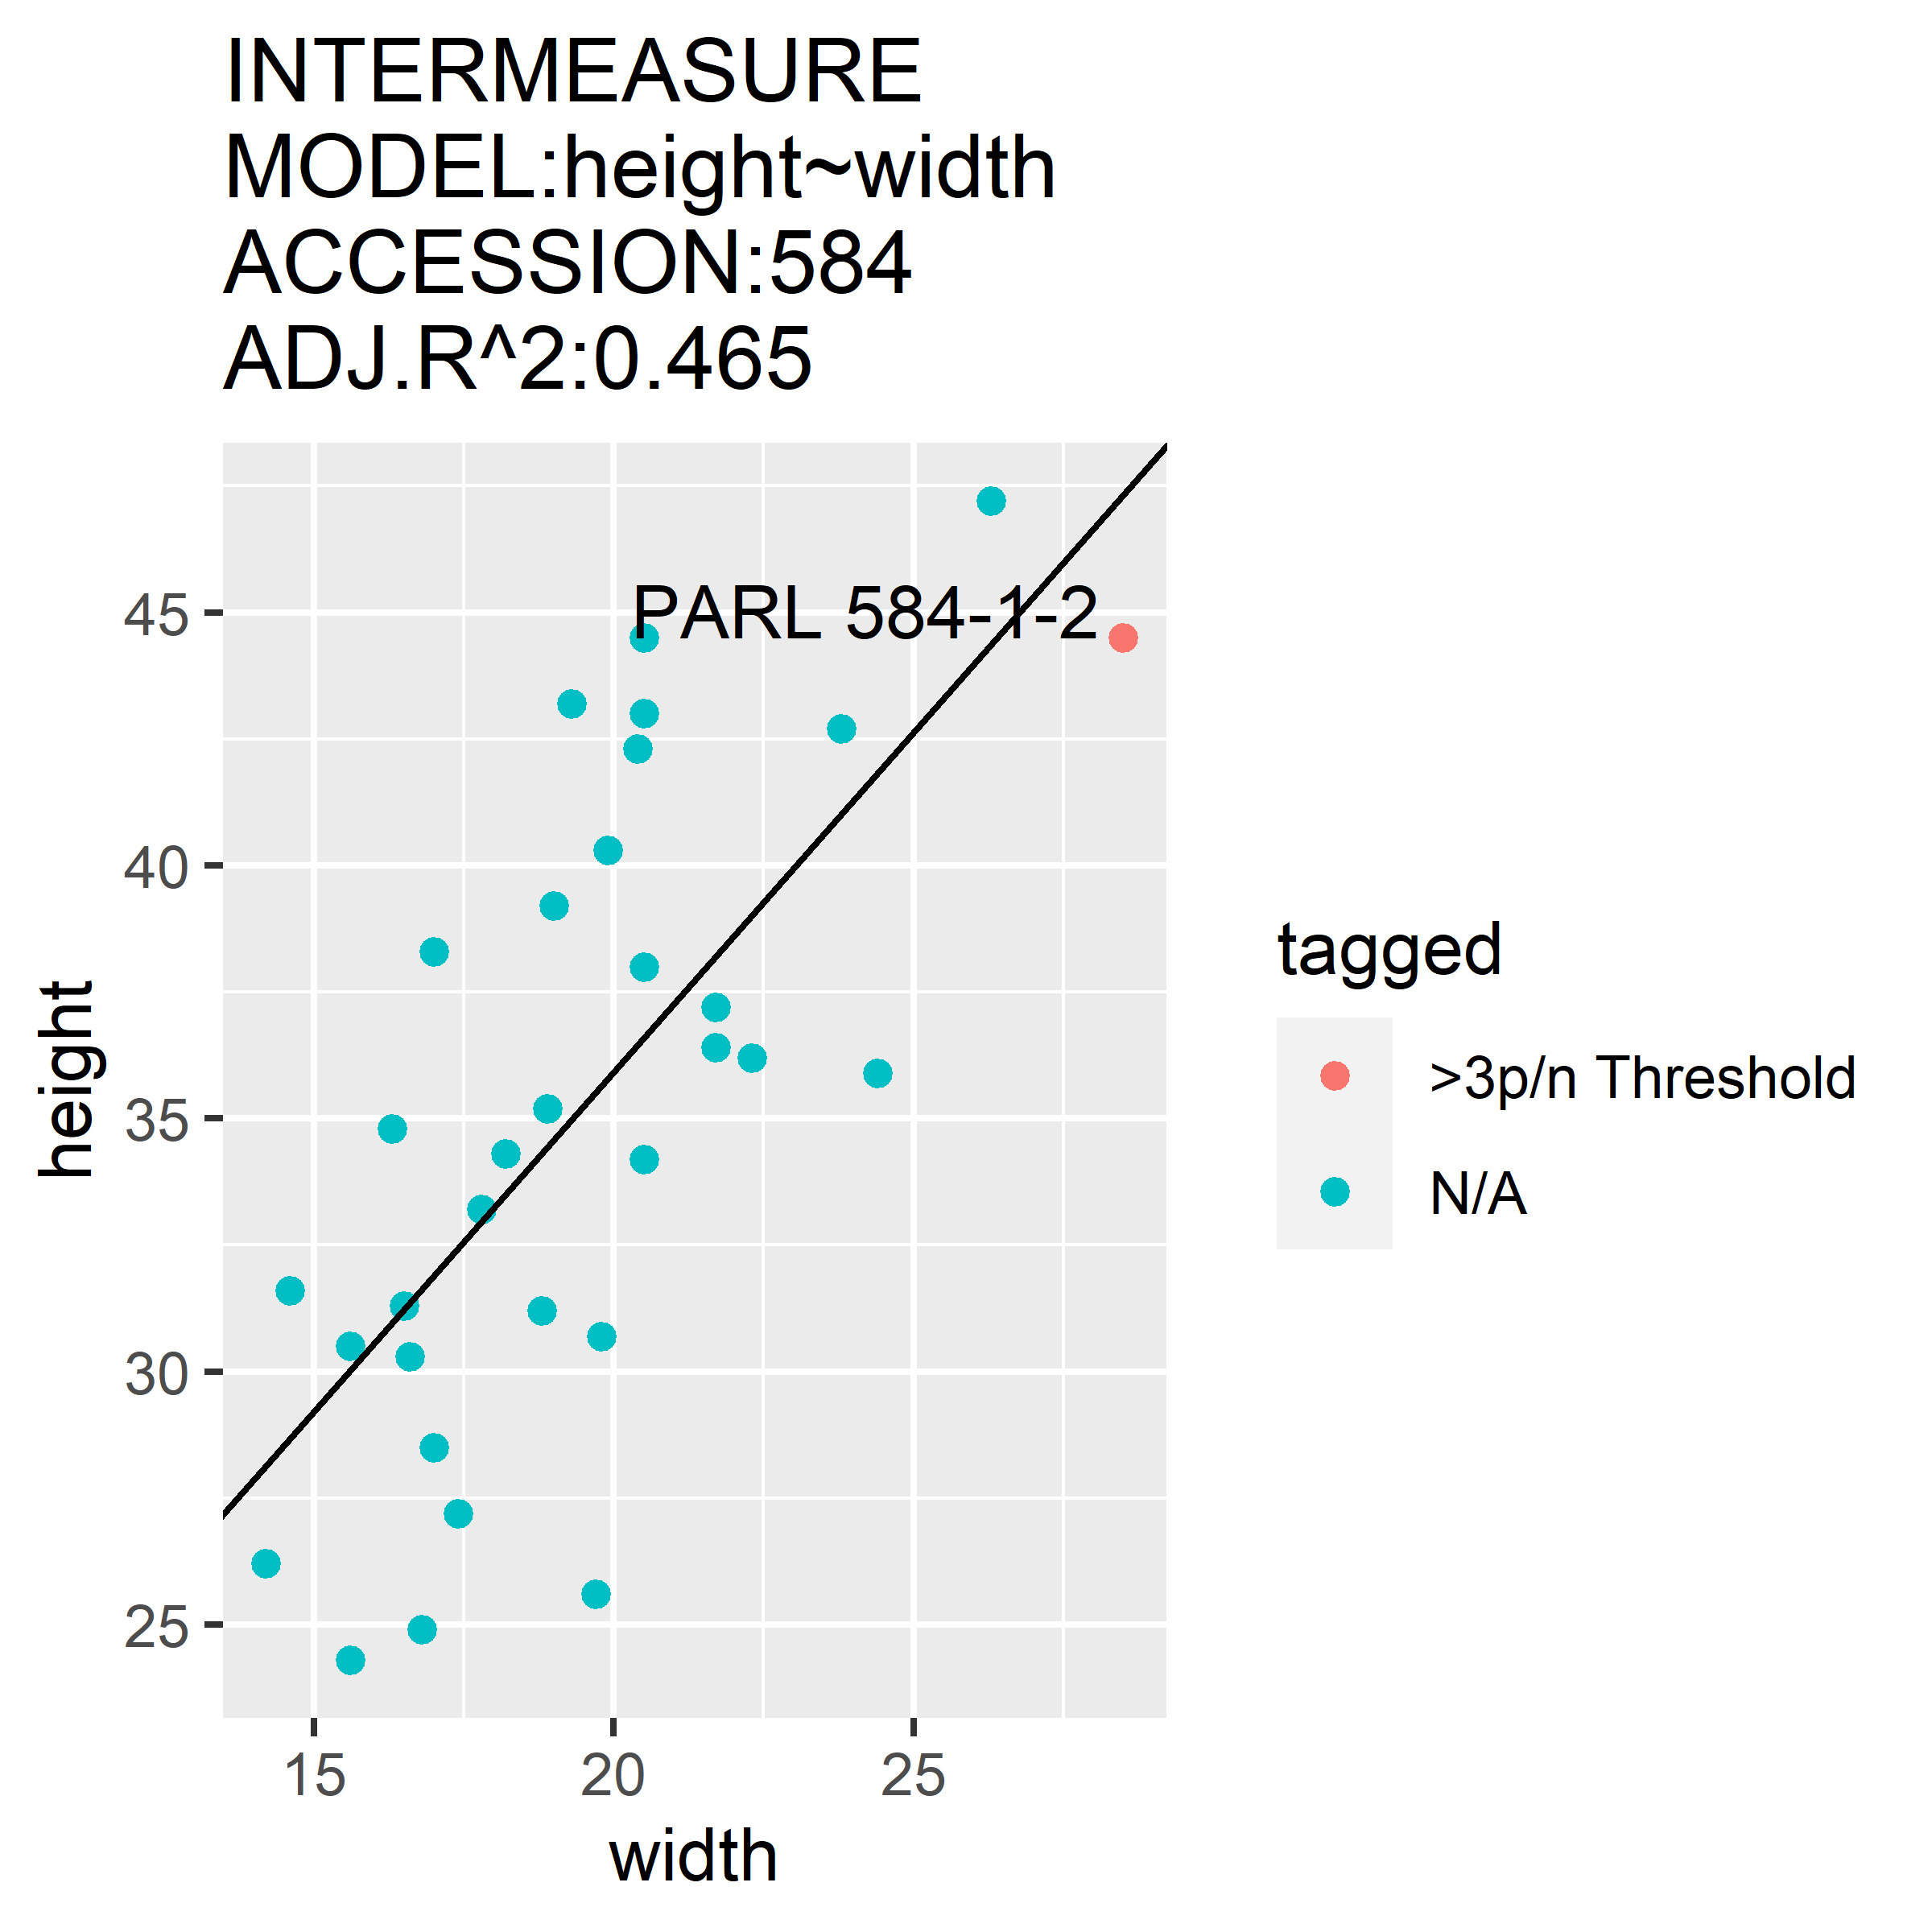 INTERMEASURE
MODEL:height~width
ACCESSION:584
ADJ.R^2:0.465
PARL 584-1-2
45
40
35
30
25
height
15 20 25
width
tagged
>3p/n Threshold
N/A